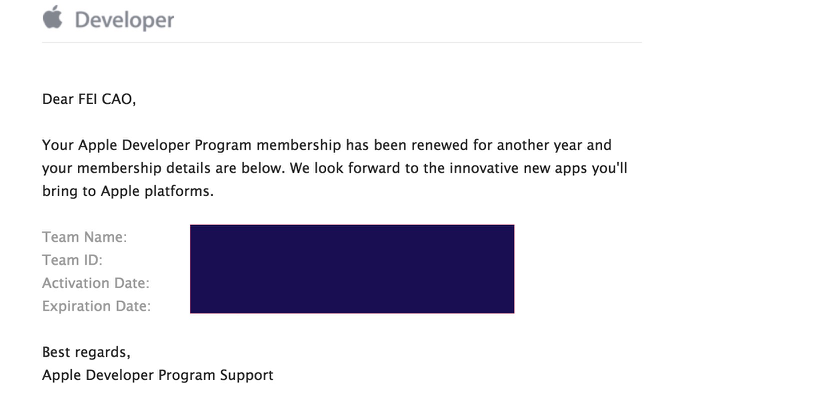 Developer
Dear FEI CAO,
Your Apple Developer Program membership has been renewed for another year and
your membership details are below. We look forward to the innovative new apps you'll
bring to Apple platforms.
Team Name:
Team ID:
Activation Date:
Expiration Date:
Best regards,
Apple Developer Program Support